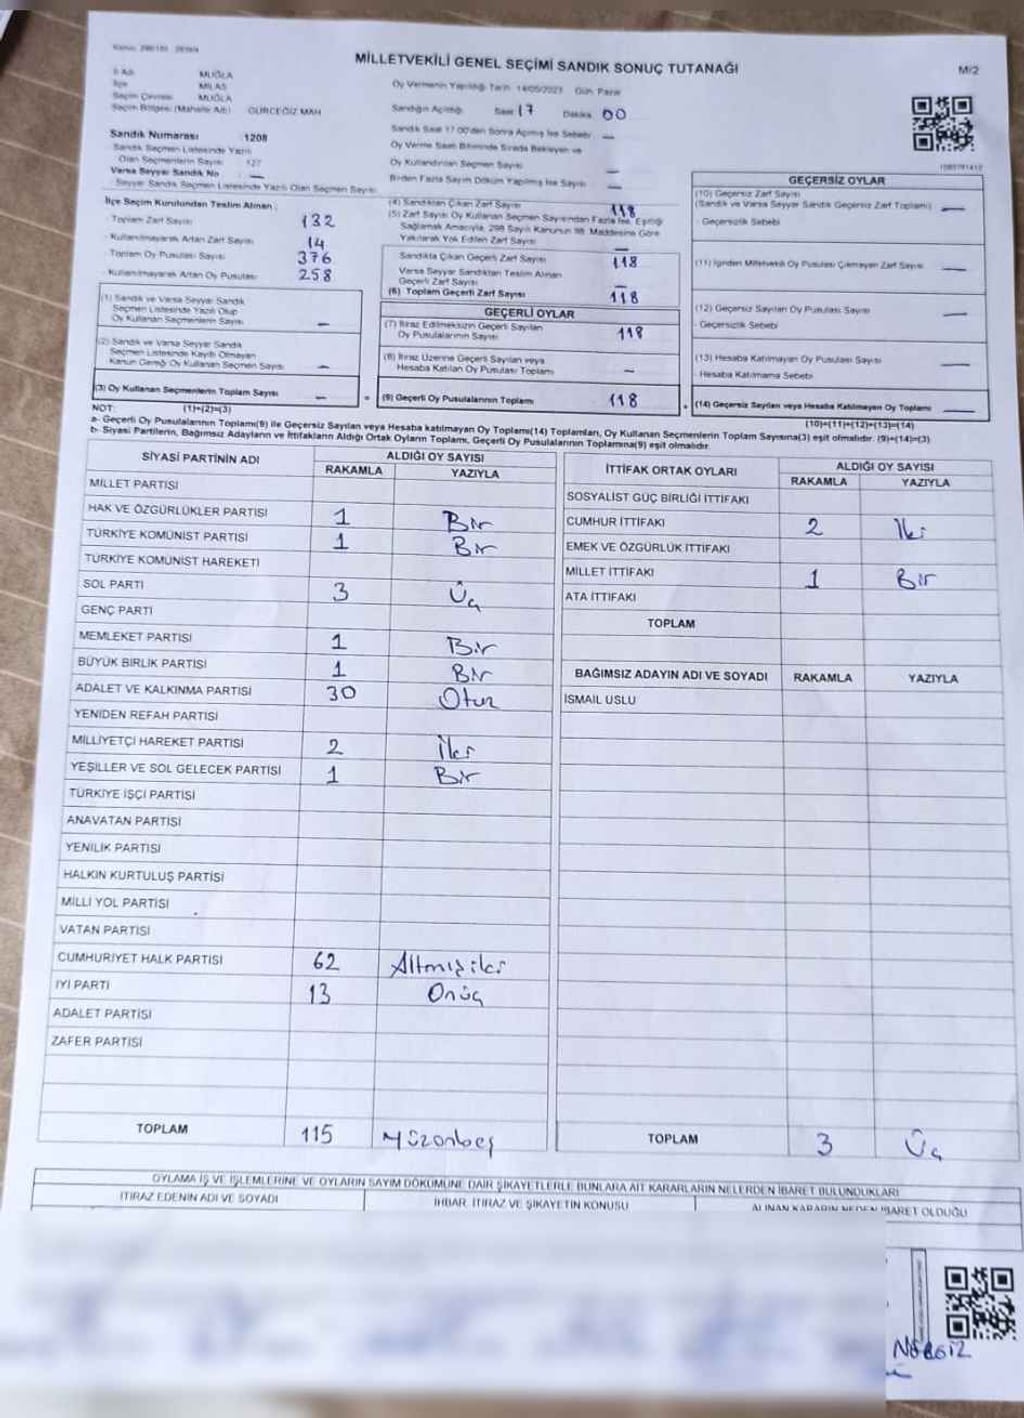 MİLLETVEKİLİ GENEL SEÇİMİ SANDIK SONUÇ TUTANAĞI
M/2
İl Adı MUĞLA
İlçe MİLAS
Seçim Çevresi MUĞLA
Seçim Bölgesi (Mahalle Adı) GÜRCEĞİZ MAH
Oy Vermenin Yapıldığı Tarih 14/05/2023 Gün Pazar
Sandığın Açıldığı Saat 17 Dakika 00
Sandık Saat 17.00'den Sonra Açılmış İse Sebebi —
Oy Verme Saati Bitiminde Sırada Bekleyen ve
Oy Kullandırılan Seçmen Sayısı —
Birden Fazla Sayım Döküm Yapılmış İse Sayısı —
Sandık Numarası 1208
Sandık Seçmen Listesinde Yazılı
Olan Seçmenlerin Sayısı 127
Varsa Seyyar Sandık No —
Seyyar Sandık Seçmen Listesinde Yazılı Olan Seçmen Sayısı
İlçe Seçim Kurulundan Teslim Alınan :
- Toplam Zarf Sayısı 132
- Kullanılmayarak Artan Zarf Sayısı 14
- Toplam Oy Pusulası Sayısı 376
- Kullanılmayarak Artan Oy Pusulası 258
(1) Sandık ve Varsa Seyyar Sandık
Seçmen Listesinde Yazılı Olup
Oy Kullanan Seçmenlerin Sayısı —
(2) Sandık ve Varsa Seyyar Sandık
Seçmen Listesinde Kayıtlı Olmayan
Kanun Gereği Oy Kullanan Seçmen Sayısı —
(3) Oy Kullanan Seçmenlerin Toplam Sayısı —
(4) Sandıktan Çıkan Zarf Sayısı 118
(5) Zarf Sayısı Oy Kullanan Seçmen Sayısından Fazla İse, Eşitliği
Sağlamak Amacıyla, 298 Sayılı Kanunun 98. Maddesine Göre
Yakılarak Yok Edilen Zarf Sayısı —
Sandıkta Çıkan Geçerli Zarf Sayısı 118
Varsa Seyyar Sandıktan Teslim Alınan
Geçerli Zarf Sayısı —
(6) Toplam Geçerli Zarf Sayısı 118
GEÇERLİ OYLAR
(7) İtiraz Edilmeksizin Geçerli Sayılan
Oy Pusulalarının Sayısı 118
(8) İtiraz Üzerine Geçerli Sayılan veya
Hesaba Katılan Oy Pusulası Toplamı —
(9) Geçerli Oy Pusulalarının Toplamı 118
GEÇERSİZ OYLAR
(10) Geçersiz Zarf Sayısı
(Sandık ve Varsa Seyyar Sandık Geçersiz Zarf Toplamı) —
- Geçersizlik Sebebi
(11) İçinden Milletvekili Oy Pusulası Çıkmayan Zarf Sayısı —
(12) Geçersiz Sayılan Oy Pusulası Sayısı —
- Geçersizlik Sebebi
(13) Hesaba Katılmayan Oy Pusulası Sayısı —
- Hesaba Katılmama Sebebi
(14) Geçersiz Sayılan veya Hesaba Katılmayan Oy Toplamı —
NOT: (1)+(2)=(3) (10)+(11)+(12)+(13)=(14)
a- Geçerli Oy Pusulalarının Toplamı(9) ile Geçersiz Sayılan veya Hesaba katılmayan Oy Toplamı(14) Toplamları, Oy Kullanan Seçmenlerin Toplam Sayısına(3) eşit olmalıdır. (9)+(14)=(3)
b- Siyasi Partilerin, Bağımsız Adayların ve İttifakların Aldığı Ortak Oyların Toplamı, Geçerli Oy Pusulalarının Toplamına(9) eşit olmalıdır.
SİYASİ PARTİNİN ADI ALDIĞI OY SAYISI
RAKAMLA YAZIYLA
MİLLET PARTİSİ
HAK VE ÖZGÜRLÜKLER PARTİSİ 1 Bir
TÜRKİYE KOMÜNİST PARTİSİ 1 Bir
TÜRKİYE KOMÜNİST HAREKETİ
SOL PARTİ 3 Üç
GENÇ PARTİ
MEMLEKET PARTİSİ 1 Bir
BÜYÜK BİRLİK PARTİSİ 1 Bir
ADALET VE KALKINMA PARTİSİ 30 Otuz
YENİDEN REFAH PARTİSİ
MİLLİYETÇİ HAREKET PARTİSİ 2 İki
YEŞİLLER VE SOL GELECEK PARTİSİ 1 Bir
TÜRKİYE İŞÇİ PARTİSİ
ANAVATAN PARTİSİ
YENİLİK PARTİSİ
HALKIN KURTULUŞ PARTİSİ
MİLLİ YOL PARTİSİ
VATAN PARTİSİ
CUMHURİYET HALK PARTİSİ 62 Altmışiki
İYİ PARTİ 13 Onüç
ADALET PARTİSİ
ZAFER PARTİSİ
TOPLAM 115 Yüzonbeş
İTTİFAK ORTAK OYLARI ALDIĞI OY SAYISI
RAKAMLA YAZIYLA
SOSYALİST GÜÇ BİRLİĞİ İTTİFAKI
CUMHUR İTTİFAKI 2 İki
EMEK VE ÖZGÜRLÜK İTTİFAKI
MİLLET İTTİFAKI 1 Bir
ATA İTTİFAKI
TOPLAM
BAĞIMSIZ ADAYIN ADI VE SOYADI RAKAMLA YAZIYLA
İSMAİL USLU
TOPLAM 3 Üç
OYLAMA İŞ VE İŞLEMLERİNE VE OYLARIN SAYIM DÖKÜMÜNE DAİR ŞİKAYETLERLE BUNLARA AİT KARARLARIN NELERDEN İBARET BULUNDUKLARI
İTİRAZ EDENİN ADI VE SOYADI İHBAR, İTİRAZ VE ŞİKAYETİN KONUSU ALINAN KARARIN NEDEN İBARET OLDUĞU